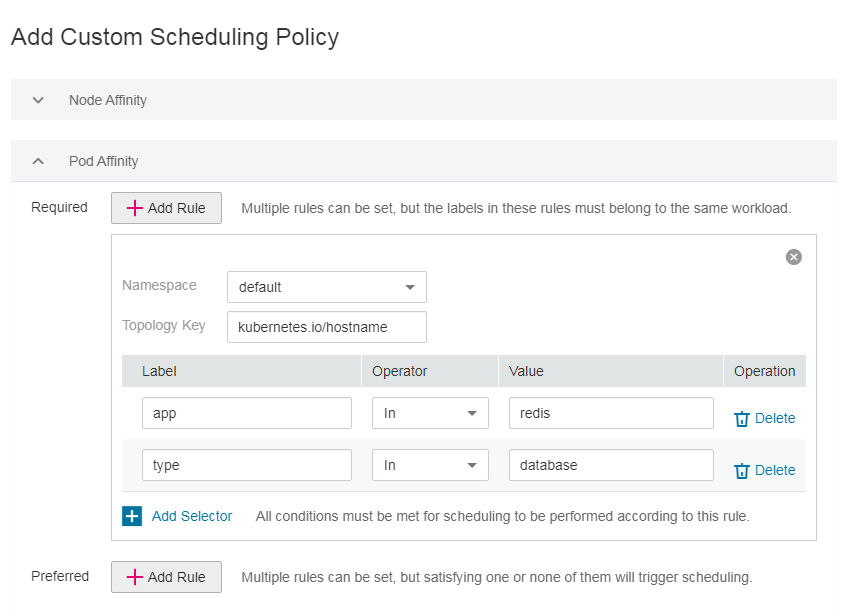 Add Custom Scheduling Policy
Node Affinity
Pod Affinity
Required + Add Rule Multiple rules can be set, but the labels in these rules must belong to the same workload.
Namespace default
Topology Key kubernetes.io/hostname
Label Operator Value Operation
app In redis Delete
type In database Delete
+ Add Selector All conditions must be met for scheduling to be performed according to this rule.
Preferred + Add Rule Multiple rules can be set, but satisfying one or none of them will trigger scheduling.